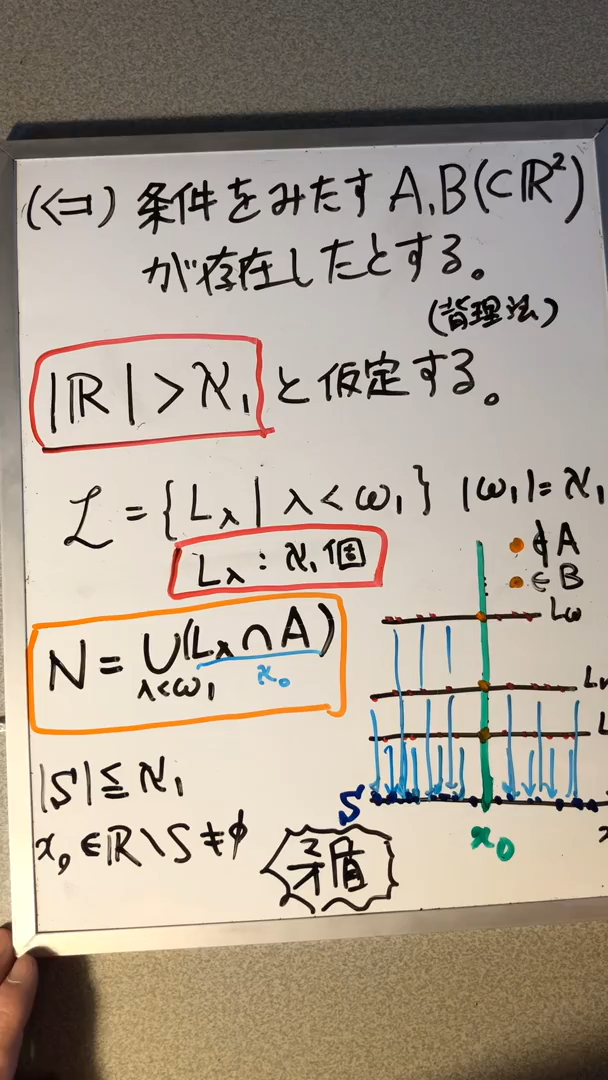 (⇐) 条件をみたす A,B(⊂ℝ²)
が存在したとする。
(背理法)
|ℝ| > ℵ₁ と仮定する。
ℒ = {L_λ | λ < ω₁} |ω₁| = ℵ₁
L_λ : ℵ₁個
∉ A
∈ B
N = ∪(L_λ ∩ A)
λ<ω₁
ℵ₀
L_ω
|S| ≦ ℵ₁
S
x₀ ∈ ℝ \ S ≠ ϕ
矛盾
x₀